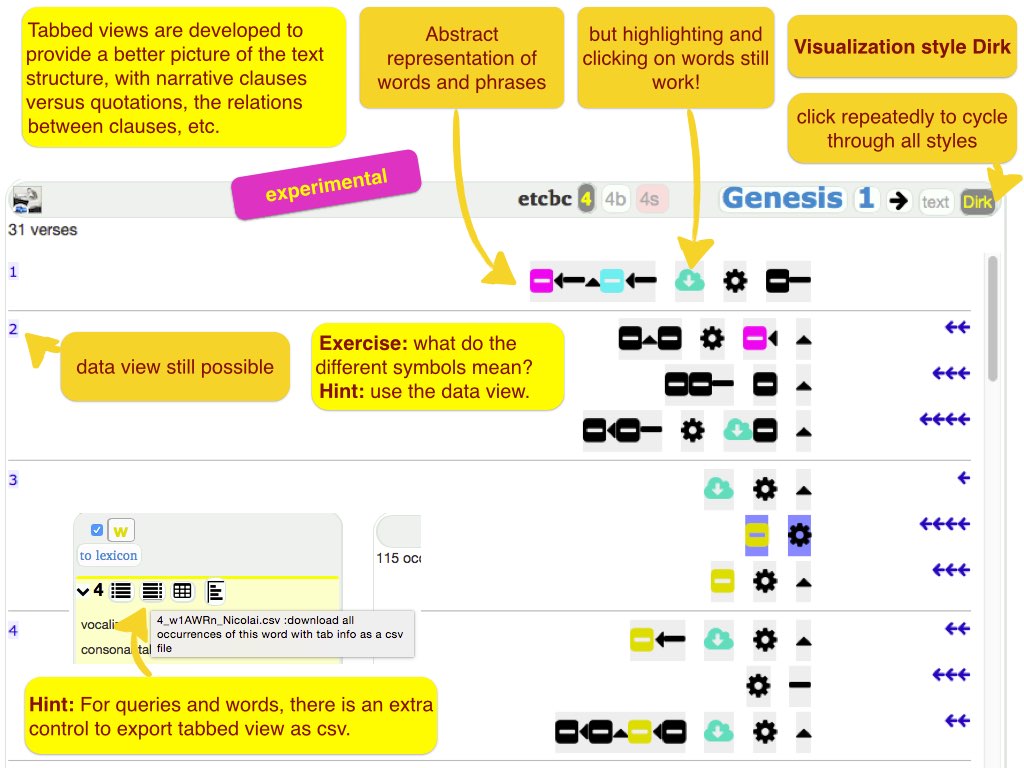 Tabbed views are developed to
provide a better picture of the text
structure, with narrative clauses
versus quotations, the relations
between clauses, etc.
Abstract
representation of
words and phrases
but highlighting and
clicking on words still
work!
Visualization style Dirk
click repeatedly to cycle
through all styles
experimental
etcbc 4 4b 4s
Genesis 1 text Dirk
31 verses
1
2
data view still possible
Exercise: what do the
different symbols mean?
Hint: use the data view.
3
w
to lexicon
4
115
4_w1AWRn_Nicolai.csv :download all
occurrences of this word with tab info as a csv
file
4
Hint: For queries and words, there is an extra
control to export tabbed view as csv.